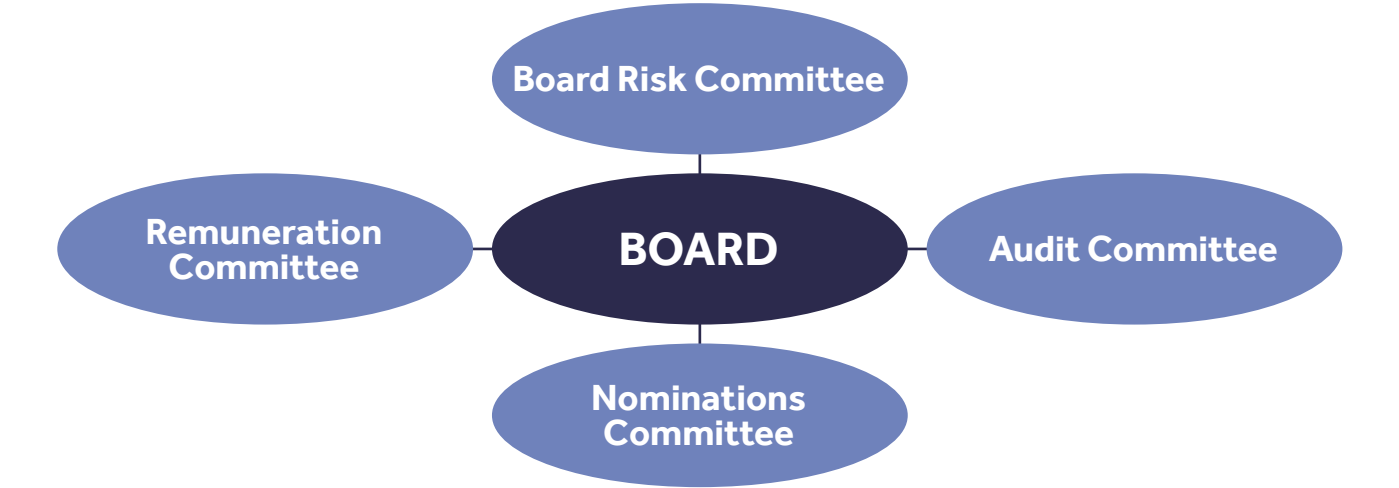 Board Risk Committee
Remuneration
Committee
BOARD
Audit Committee
Nominations
Committee